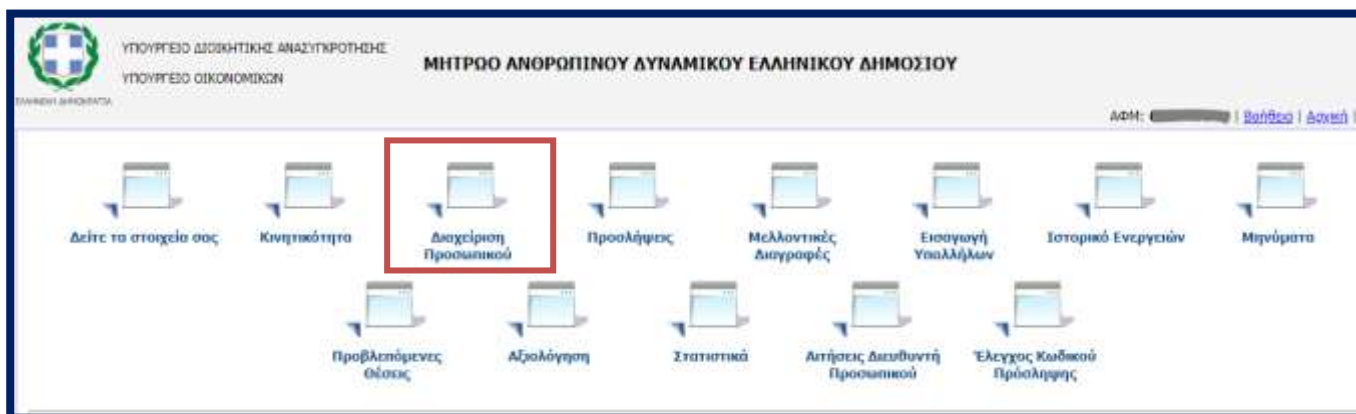 ΥΠΟΥΡΓΕΙΟ ΔΙΟΙΚΗΤΙΚΗΣ ΑΝΑΣΥΓΚΡΟΤΗΣΗΣ
ΥΠΟΥΡΓΕΙΟ ΟΙΚΟΝΟΜΙΚΩΝ
ΕΛΛΗΝΙΚΗ ΔΗΜΟΚΡΑΤΙΑ
ΜΗΤΡΩΟ ΑΝΘΡΩΠΙΝΟΥ ΔΥΝΑΜΙΚΟΥ ΕΛΛΗΝΙΚΟΥ ΔΗΜΟΣΙΟΥ
ΑΦΜ: | Βοήθεια | Αρχική |
Δείτε τα στοιχεία σας Κινητικότητα Διαχείριση Προσλήψεις Μελλοντικές Εισαγωγή Ιστορικό Ενεργειών Μηνύματα
Προσωπικού Διαγραφές Υπαλλήλων
Προβλεπόμενες Αξιολόγηση Στατιστικά Αιτήσεις Διευθυντή Έλεγχος Κωδικού
Θέσεις Προσωπικού Πρόσληψης